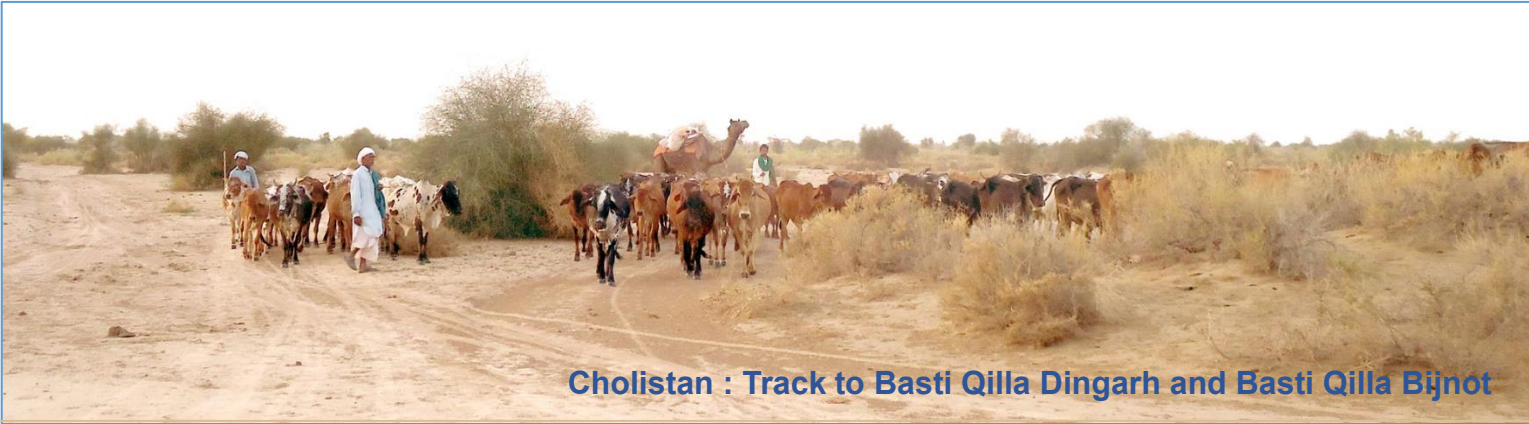 Cholistan : Track to Basti Qilla Dingarh and Basti Qilla Bijnot